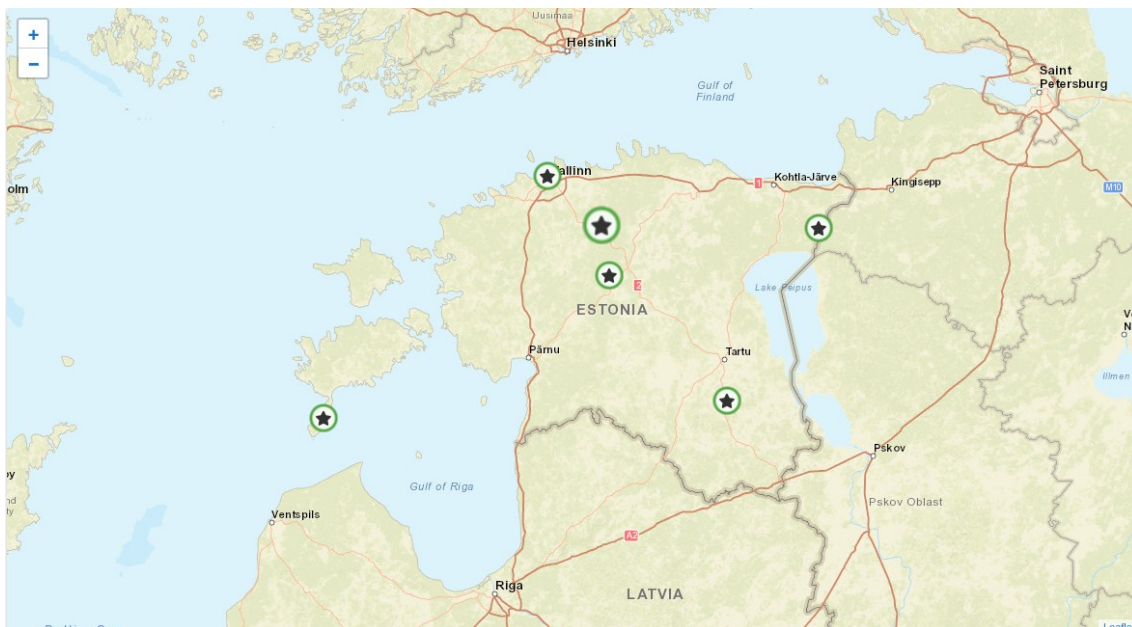 +
−
Uusimaa
Helsinki
Gulf of
Finland
Saint
Petersburg
olm
allinn
1
Kohtla-Järve
Kingisepp
M10
Lake Peipus
2
ESTONIA
Pärnu
Tartu
Ilmen
Pskov
Gulf of Riga
Pskov Oblast
Ventspils
A2
Riga
LATVIA